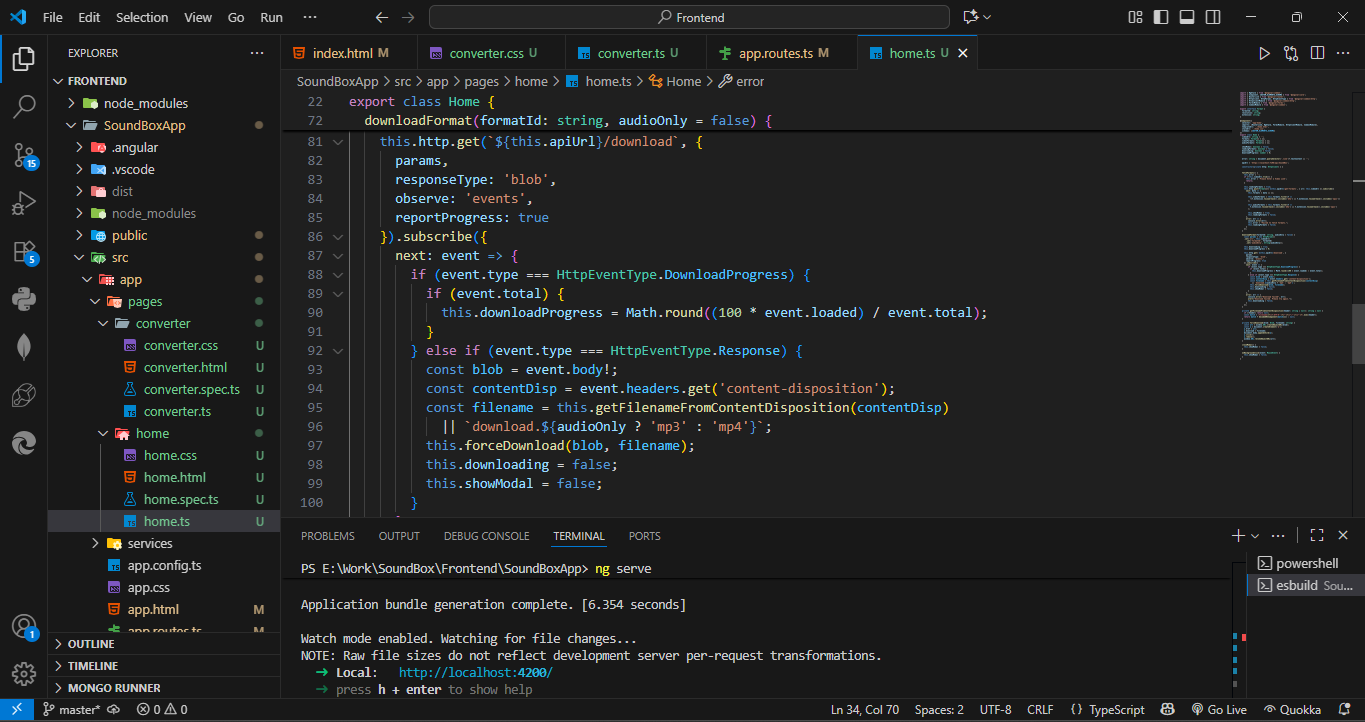 File Edit Selection View Go Run ··· Frontend
EXPLORER ···
FRONTEND
node_modules
SoundBoxApp
.angular
.vscode
dist
node_modules
public
src
app
pages
converter
converter.css U
converter.html U
converter.spec.ts U
converter.ts U
home
home.css U
home.html U
home.spec.ts U
home.ts U
services
app.config.ts
app.css
app.html M
app.routes.ts M
OUTLINE
TIMELINE
MONGO RUNNER
15
5
1
index.html M converter.css U converter.ts U app.routes.ts M home.ts U
SoundBoxApp > src > app > pages > home > home.ts > Home > error
22 export class Home {
72 downloadFormat(formatId: string, audioOnly = false) {
81 this.http.get(`${this.apiUrl}/download`, {
82 params,
83 responseType: 'blob',
84 observe: 'events',
85 reportProgress: true
86 }).subscribe({
87 next: event => {
88 if (event.type === HttpEventType.DownloadProgress) {
89 if (event.total) {
90 this.downloadProgress = Math.round((100 * event.loaded) / event.total);
91 }
92 } else if (event.type === HttpEventType.Response) {
93 const blob = event.body!;
94 const contentDisp = event.headers.get('content-disposition');
95 const filename = this.getFilenameFromContentDisposition(contentDisp)
96 || `download.${audioOnly ? 'mp3' : 'mp4'}`;
97 this.forceDownload(blob, filename);
98 this.downloading = false;
99 this.showModal = false;
100 }
PROBLEMS OUTPUT DEBUG CONSOLE TERMINAL PORTS
PS E:\Work\SoundBox\Frontend\SoundBoxApp> ng serve
Application bundle generation complete. [6.354 seconds]
Watch mode enabled. Watching for file changes...
NOTE: Raw file sizes do not reflect development server per-request transformations.
➜ Local: http://localhost:4200/
➜ press h + enter to show help
powershell
esbuild Sou...
master* 0 0 Ln 34, Col 70 Spaces: 2 UTF-8 CRLF {} TypeScript Go Live Quokka